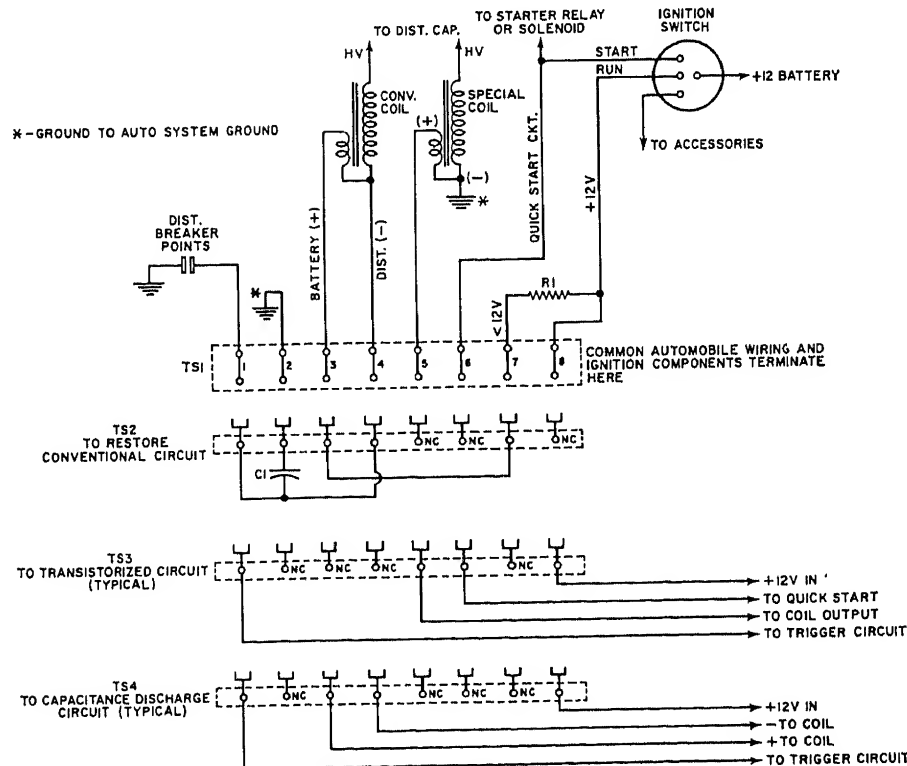 TO STARTER RELAY
OR SOLENOID
IGNITION
SWITCH
TO DIST. CAP.
HV
HV
START
RUN
+12 BATTERY
CONV.
COIL
SPECIAL
COIL
(+)
(-)
*
*-GROUND TO AUTO SYSTEM GROUND
TO ACCESSORIES
QUICK START CKT.
+12V
DIST.
BREAKER
POINTS
BATTERY (+)
DIST. (-)
*
<12V
R1
TS1
1
2
3
4
5
6
7
8
COMMON AUTOMOBILE WIRING AND
IGNITION COMPONENTS TERMINATE
HERE
TS2
TO RESTORE
CONVENTIONAL CIRCUIT
NC
NC
NC
C1
TS3
TO TRANSISTORIZED CIRCUIT
(TYPICAL)
NC
NC
NC
NC
+12V IN
TO QUICK START
TO COIL OUTPUT
TO TRIGGER CIRCUIT
TS4
TO CAPACITANCE DISCHARGE
CIRCUIT (TYPICAL)
NC
NC
NC
NC
+12V IN
- TO COIL
+ TO COIL
TO TRIGGER CIRCUIT